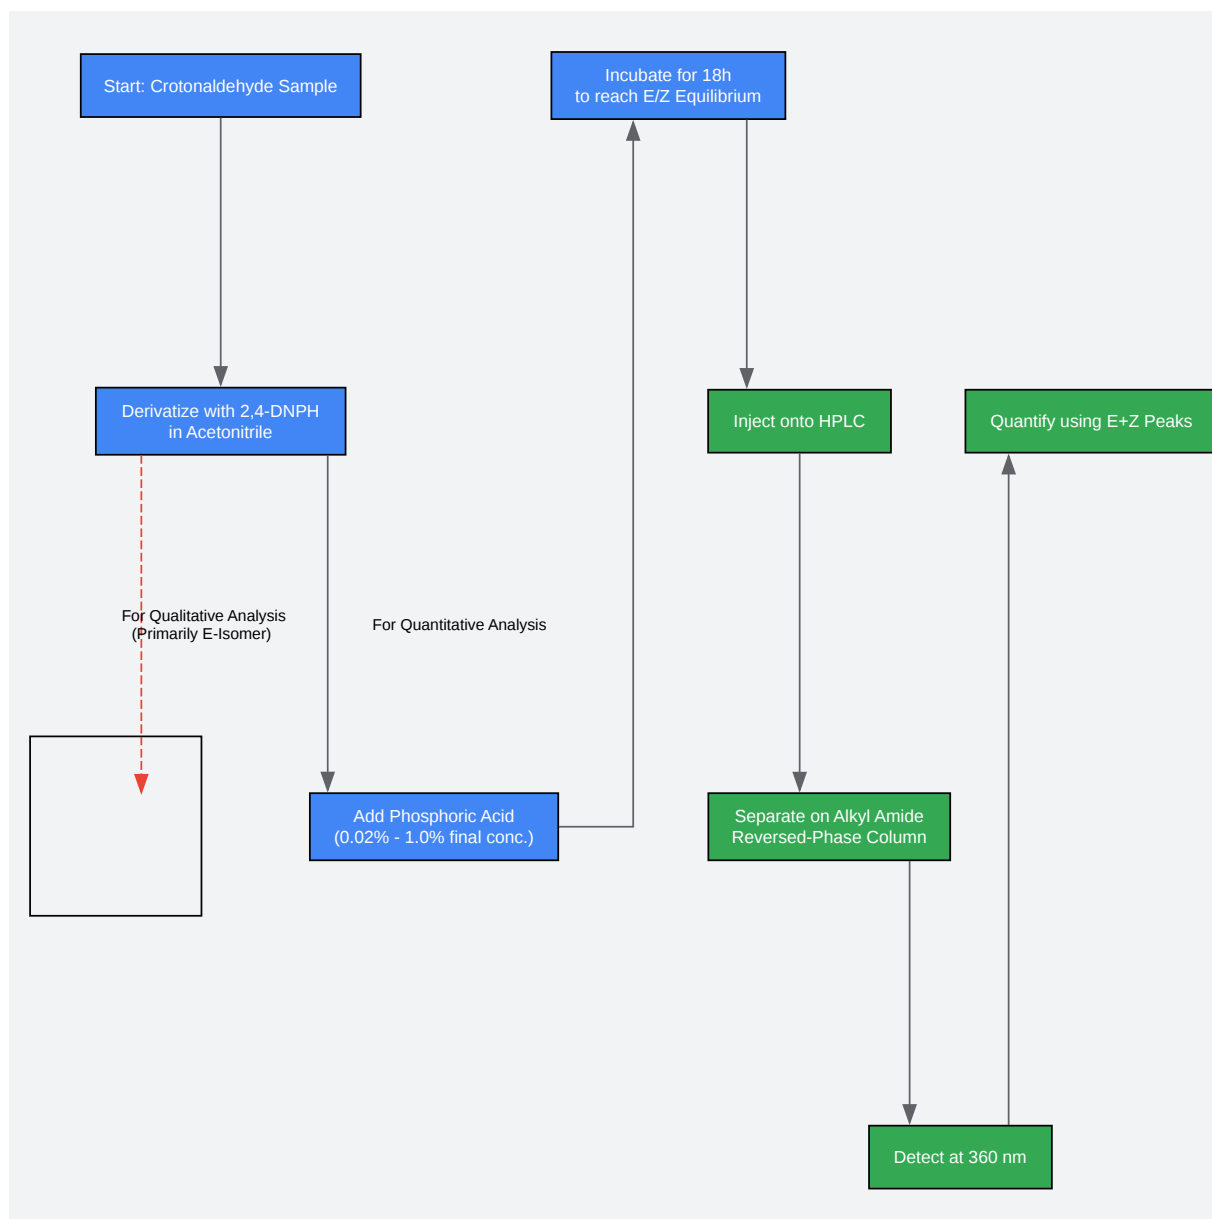 Start: Crotonaldehyde Sample
Incubate for 18h
to reach E/Z Equilibrium
Derivatize with 2,4-DNPH
in Acetonitrile
Inject onto HPLC
Quantify using E+Z Peaks
For Qualitative Analysis
(Primarily E-Isomer)
For Quantitative Analysis
Add Phosphoric Acid
(0.02% - 1.0% final conc.)
Separate on Alkyl Amide
Reversed-Phase Column
Detect at 360 nm